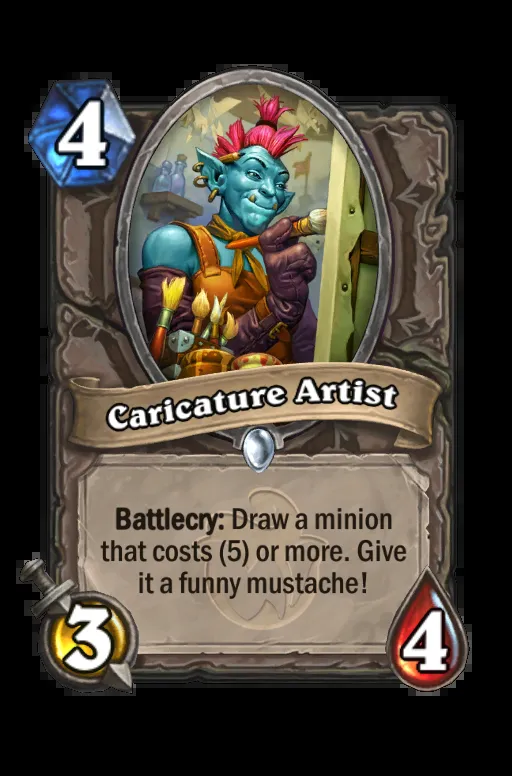 4
Caricature Artist
Battlecry: Draw a minion
that costs (5) or more. Give
it a funny mustache!
3
4